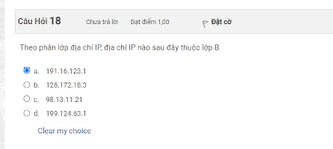 Câu Hỏi 18 Chưa trả lời Đạt điểm 1,00 Đặt cờ
Theo phân lớp địa chỉ IP, địa chỉ IP nào sau đây thuộc lớp B
a. 191.16.123.1
b. 126.172.18.3
c. 98.13.11.21
d. 199.124.63.1
Clear my choice